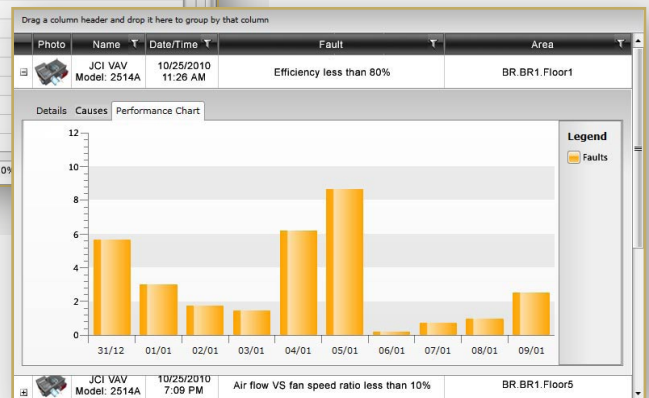 Drag a column header and drop it here to group by that column
Photo Name Date/Time Fault Area
JCI VAV
Model: 2514A
10/25/2010
11:26 AM
Efficiency less than 80%
BR.BR1.Floor1
Details Causes Performance Chart
12
10
8
6
4
2
0
31/12 01/01 02/01 03/01 04/01 05/01 06/01 07/01 08/01 09/01
Legend
Faults
0%
JCI VAV
Model: 2514A
10/25/2010
7:09 PM
Air flow VS fan speed ratio less than 10%
BR.BR1.Floor5